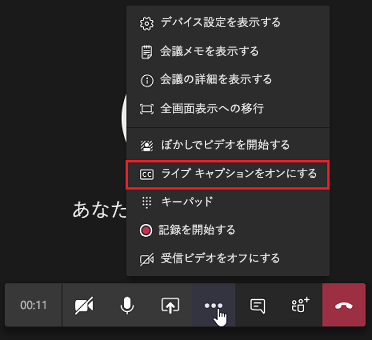 デバイス設定を表示する
会議メモを表示する
会議の詳細を表示する
全画面表示への移行
ぼかしでビデオを開始する
CC ライブ キャプションをオンにする
あなた
キーパッド
記録を開始する
受信ビデオをオフにする
00:11